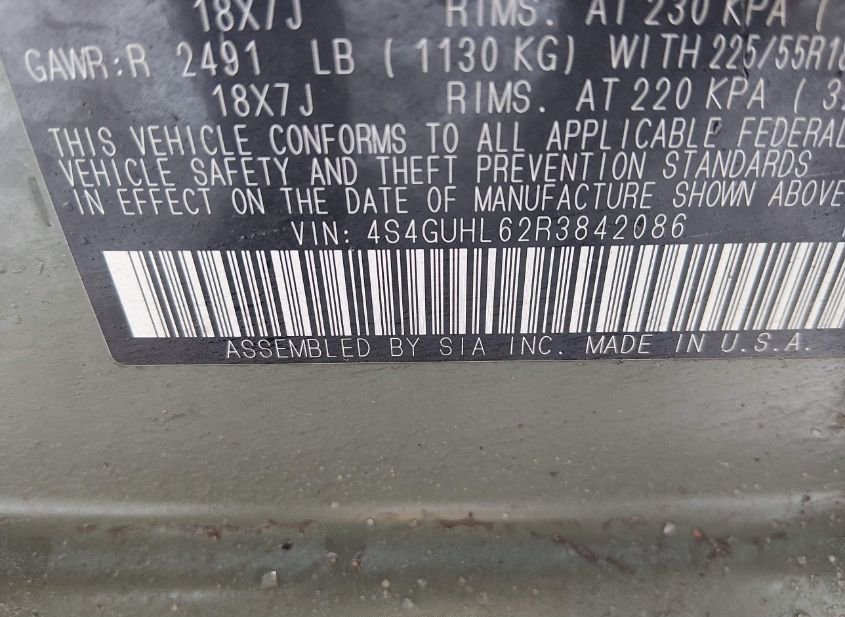 18X7J RIMS. AT 230 KPA (
GAWR:R 2491 LB ( 1130 KG) WITH 225/55R18
18X7J RIMS. AT 220 KPA ( 3
THIS VEHICLE CONFORMS TO ALL APPLICABLE FEDERAL
VEHICLE SAFETY AND THEFT PREVENTION STANDARDS
IN EFFECT ON THE DATE OF MANUFACTURE SHOWN ABOVE
VIN: 4S4GUHL62R3842086
ASSEMBLED BY SIA INC. MADE IN U.S.A.